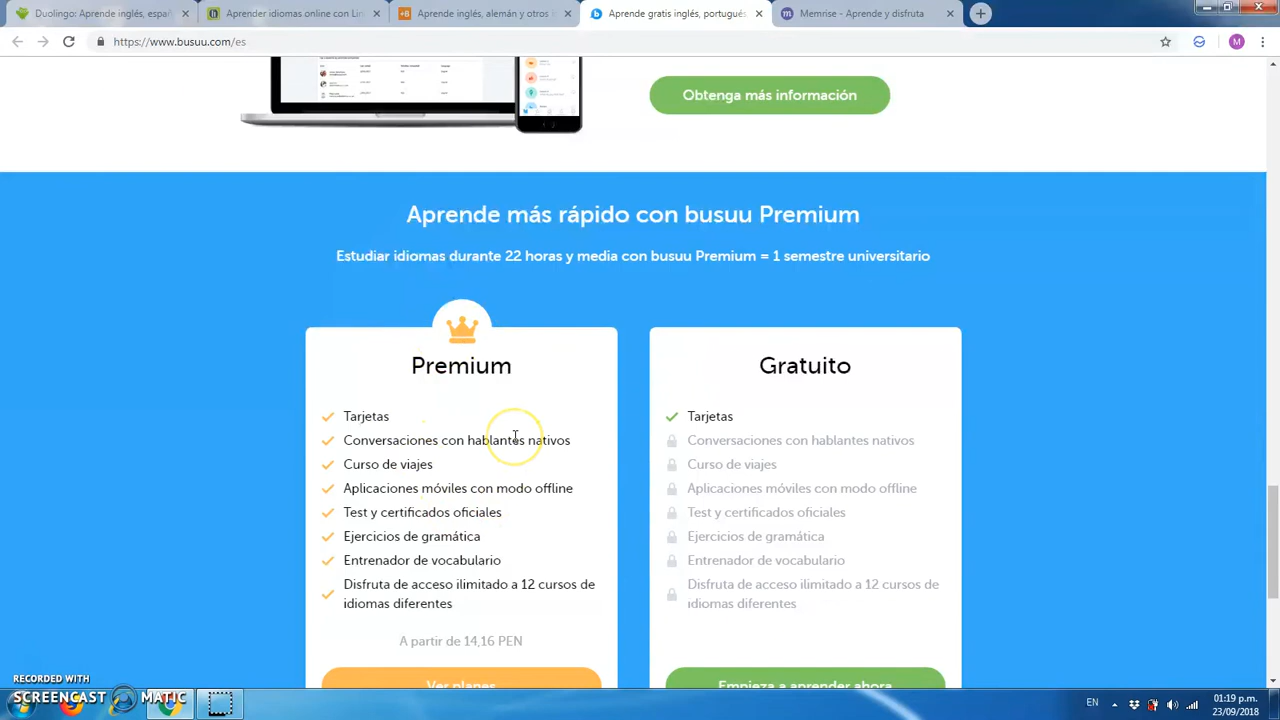 Duolingo: Aprende inglés, españ
Aprender idiomas online con Lin
Aprende inglés, alemán y otros
Aprende gratis inglés, portugués
Memrise - Aprende y disfruta
https://www.busuu.com/es
M
Obtenga más información
Aprende más rápido con busuu Premium
Estudiar idiomas durante 22 horas y media con busuu Premium = 1 semestre universitario
Premium
Tarjetas
Conversaciones con hablantes nativos
Curso de viajes
Aplicaciones móviles con modo offline
Test y certificados oficiales
Ejercicios de gramática
Entrenador de vocabulario
Disfruta de acceso ilimitado a 12 cursos de
idiomas diferentes
A partir de 14,16 PEN
Ver planes
Gratuito
Tarjetas
Conversaciones con hablantes nativos
Curso de viajes
Aplicaciones móviles con modo offline
Test y certificados oficiales
Ejercicios de gramática
Entrenador de vocabulario
Disfruta de acceso ilimitado a 12 cursos de
idiomas diferentes
Empieza a aprender ahora
RECORDED WITH
SCREENCAST MATIC
EN
01:19 p.m.
23/09/2018